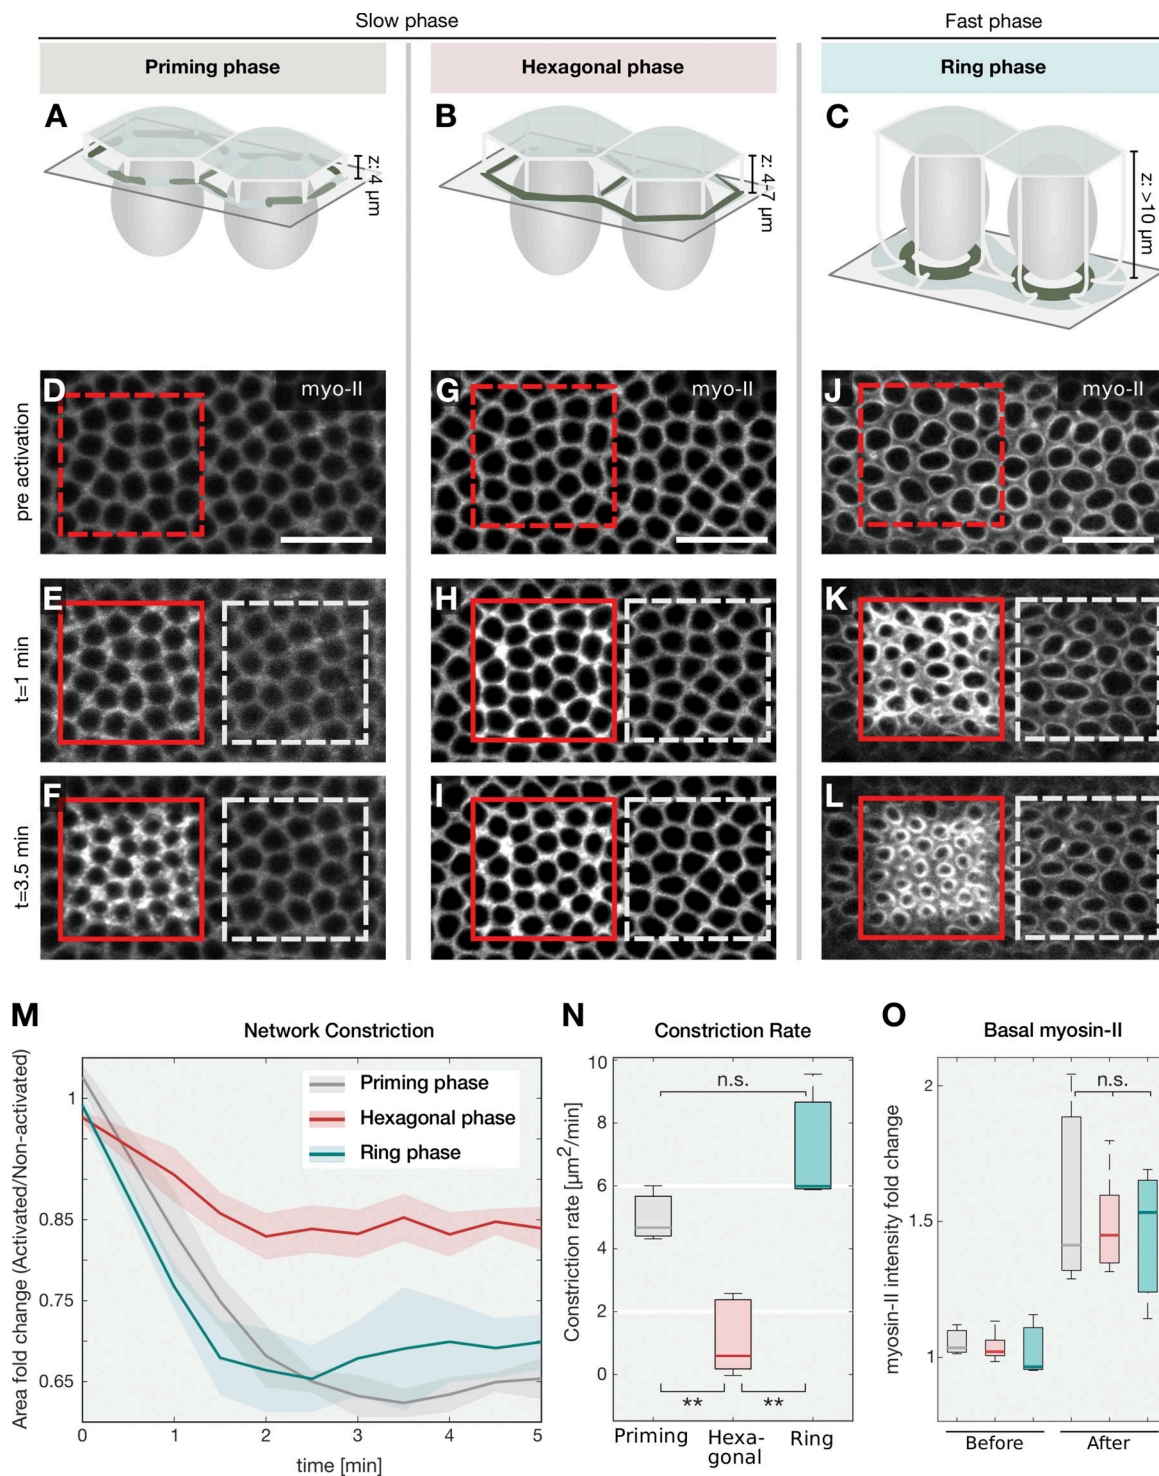 Slow phase
Fast phase
Priming phase
Hexagonal phase
Ring phase
A
B
C
z: 4 μm
z: 4-7 μm
z: >10 μm
pre activation
D
myo-II
G
myo-II
J
myo-II
t=1 min
E
H
K
t=3.5 min
F
I
L
M
Network Constriction
Area fold change (Activated/Non-activated)
1
0.85
0.75
0.65
Priming phase
Hexagonal phase
Ring phase
0
1
2
3
4
5
time [min]
N
Constriction Rate
Constriction rate [μm²/min]
10
8
6
4
2
0
n.s.
**
**
Priming
Hexa-
gonal
Ring
O
Basal myosin-II
myosin-II intensity fold change
2
1.5
1
n.s.
Before
After